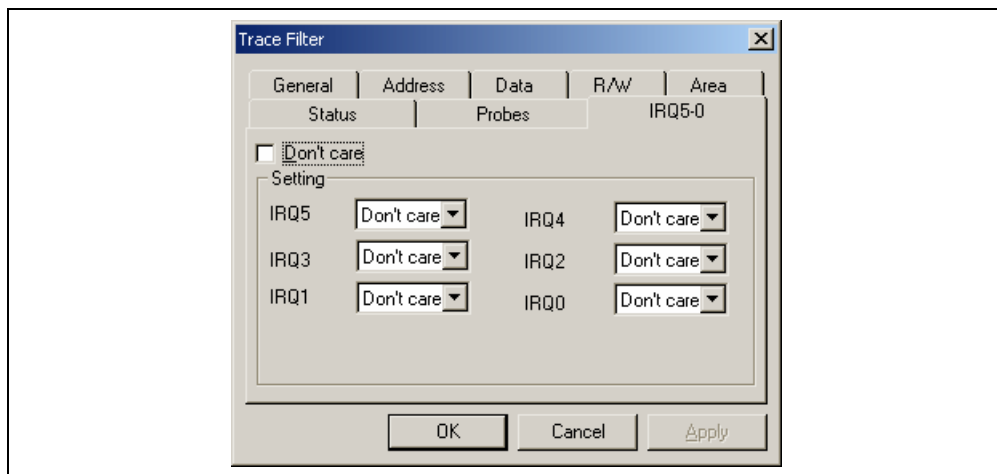 Trace Filter
General Address Data R/W Area
Status Probes IRQ5-0
Don't care
Setting
IRQ5 Don't care IRQ4 Don't care
IRQ3 Don't care IRQ2 Don't care
IRQ1 Don't care IRQ0 Don't care
OK Cancel Apply